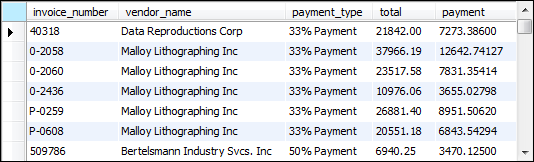 invoice_number vendor_name payment_type total payment
40318 Data Reproductions Corp 33% Payment 21842.00 7273.38600
0-2058 Malloy Lithographing Inc 33% Payment 37966.19 12642.74127
0-2060 Malloy Lithographing Inc 33% Payment 23517.58 7831.35414
0-2436 Malloy Lithographing Inc 33% Payment 10976.06 3655.02798
P-0259 Malloy Lithographing Inc 33% Payment 26881.40 8951.50620
P-0608 Malloy Lithographing Inc 33% Payment 20551.18 6843.54294
509786 Bertelsmann Industry Svcs. Inc 50% Payment 6940.25 3470.12500